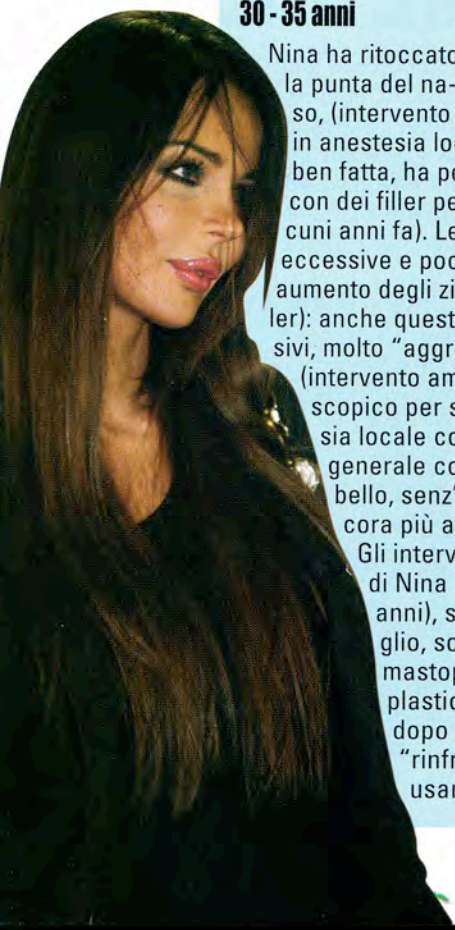 30 - 35 anni
Nina ha ritoccato
la punta del na-
so, (intervento
in anestesia lo
ben fatta, ha pe
con dei filler pe
cuni anni fa). Le
eccessive e poc
aumento degli zi
ler): anche quest
sivi, molto “aggr
(intervento am
scopico per s
sia locale co
generale co
bello, senz'
cora più a
Gli interv
di Nina
anni), s
glio, so
mastop
plastic
dopo
“rinfr
usar